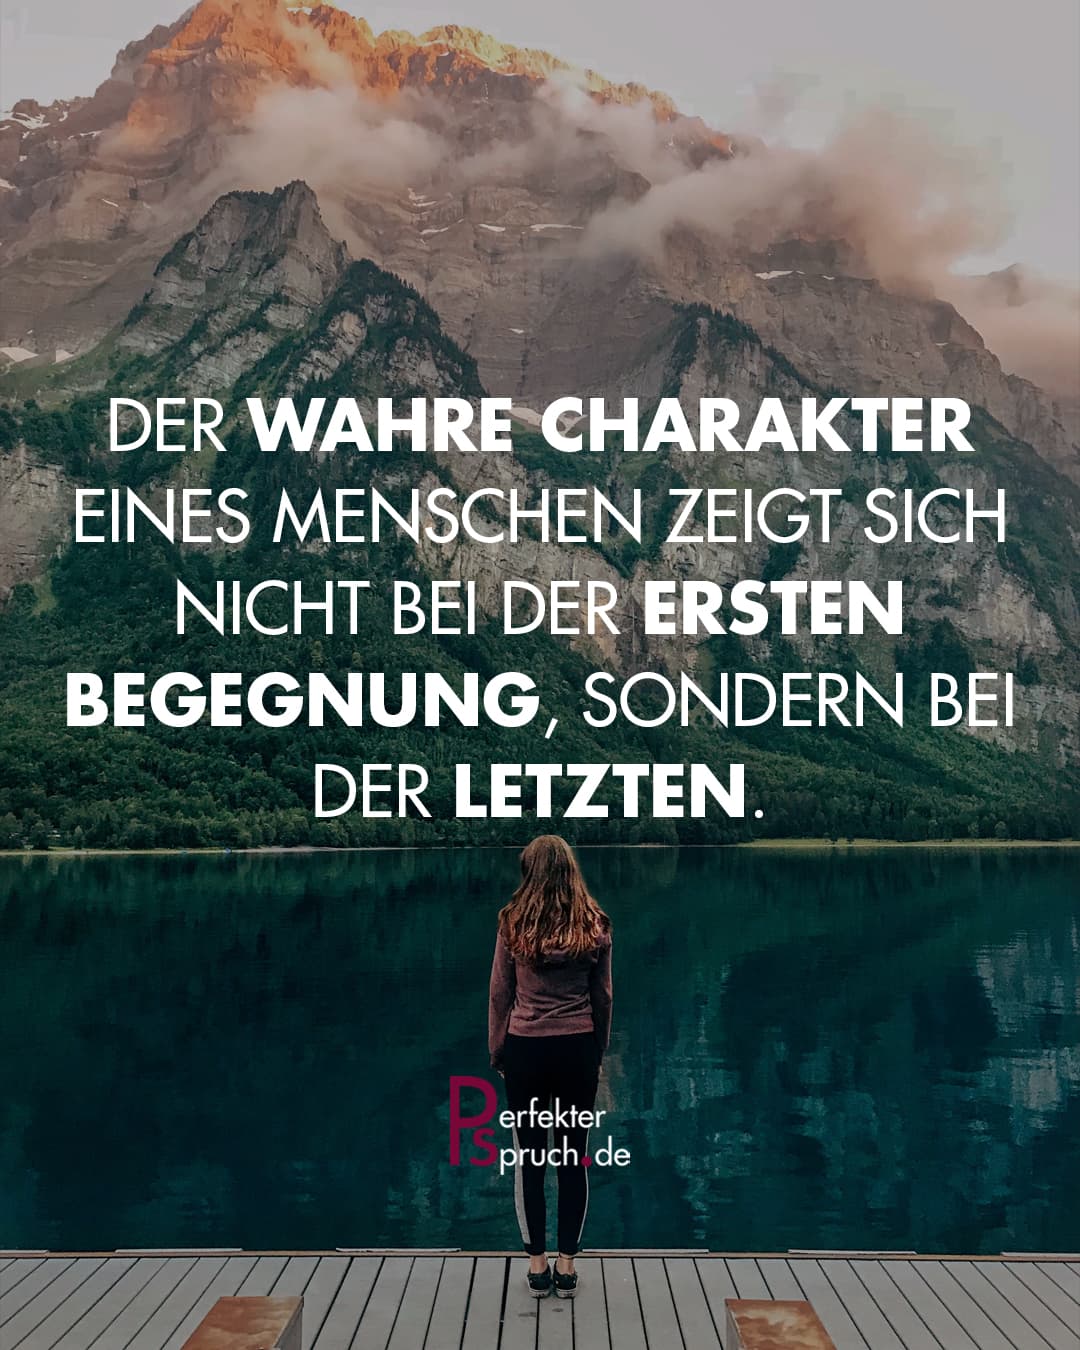 DER WAHRE CHARAKTER
EINES MENSCHEN ZEIGT SICH
NICHT BEI DER ERSTEN
BEGEGNUNG, SONDERN BEI
DER LETZTEN.
Perfekter
Spruch.de